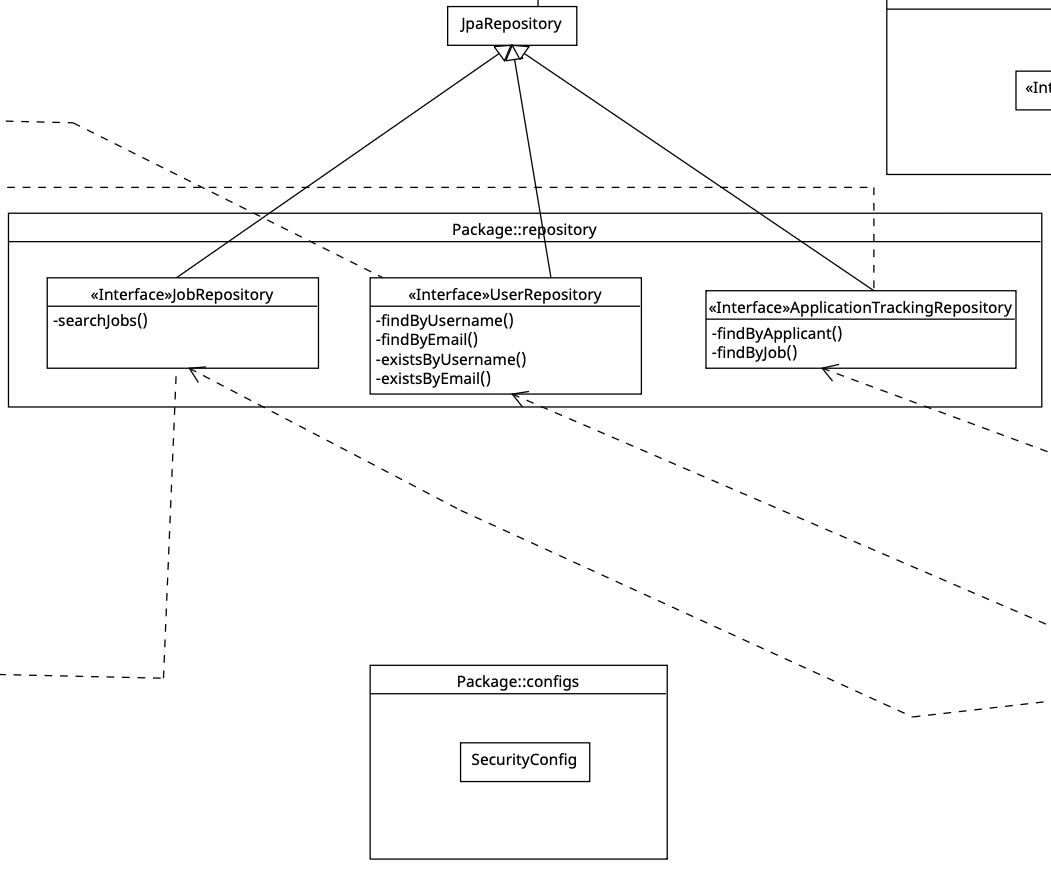 JpaRepository
«Int
Package::repository
«Interface»JobRepository
-searchJobs()
«Interface»UserRepository
-findByUsername()
-findByEmail()
-existsByUsername()
-existsByEmail()
«Interface»ApplicationTrackingRepository
-findByApplicant()
-findByJob()
Package::configs
SecurityConfig